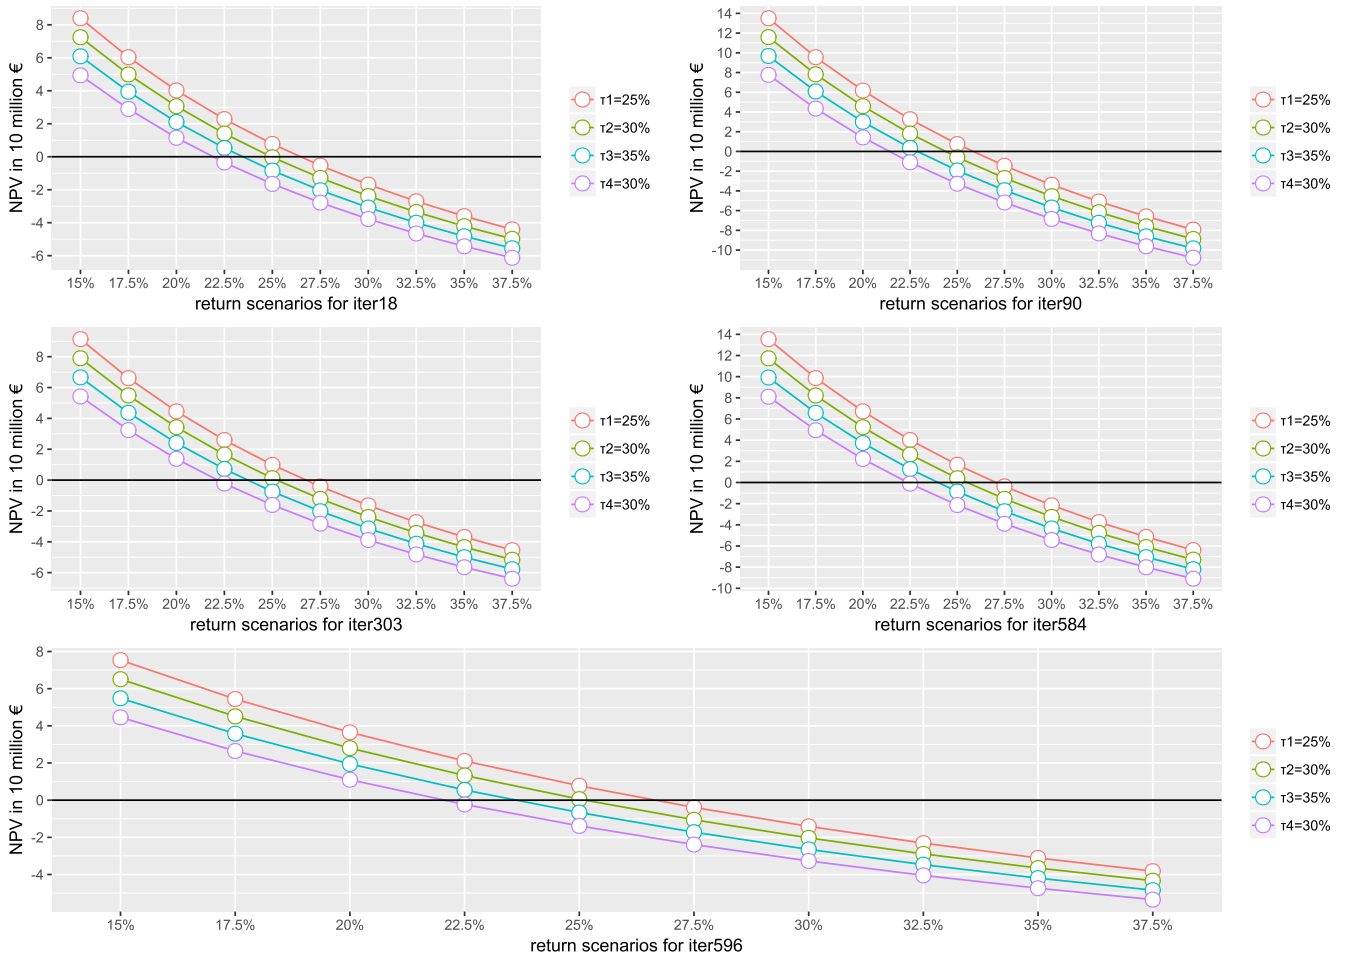 NPV in 10 million €
8
6
4
2
0
-2
-4
-6
15% 17.5% 20% 22.5% 25% 27.5% 30% 32.5% 35% 37.5%
return scenarios for iter18
τ1=25%
τ2=30%
τ3=35%
τ4=30%
NPV in 10 million €
14
12
10
8
6
4
2
0
-2
-4
-6
-8
-10
15% 17.5% 20% 22.5% 25% 27.5% 30% 32.5% 35% 37.5%
return scenarios for iter90
τ1=25%
τ2=30%
τ3=35%
τ4=30%
NPV in 10 million €
8
6
4
2
0
-2
-4
-6
15% 17.5% 20% 22.5% 25% 27.5% 30% 32.5% 35% 37.5%
return scenarios for iter303
τ1=25%
τ2=30%
τ3=35%
τ4=30%
NPV in 10 million €
14
12
10
8
6
4
2
0
-2
-4
-6
-8
-10
15% 17.5% 20% 22.5% 25% 27.5% 30% 32.5% 35% 37.5%
return scenarios for iter584
τ1=25%
τ2=30%
τ3=35%
τ4=30%
NPV in 10 million €
8
6
4
2
0
-2
-4
15% 17.5% 20% 22.5% 25% 27.5% 30% 32.5% 35% 37.5%
return scenarios for iter596
τ1=25%
τ2=30%
τ3=35%
τ4=30%